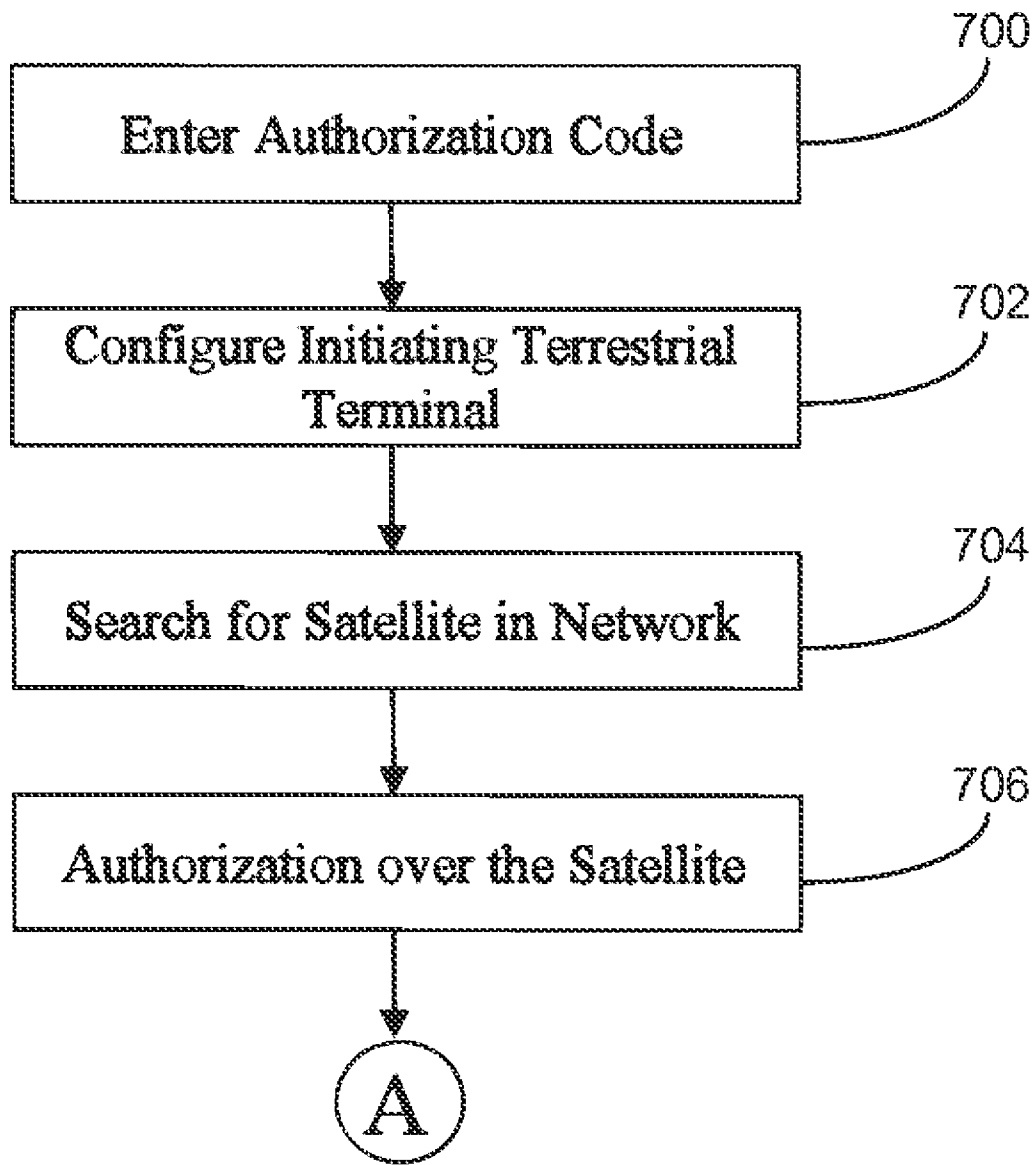 700
Enter Authorization Code
702
Configure Initiating Terrestrial
Terminal
704
Search for Satellite in Network
706
Authorization over the Satellite
A